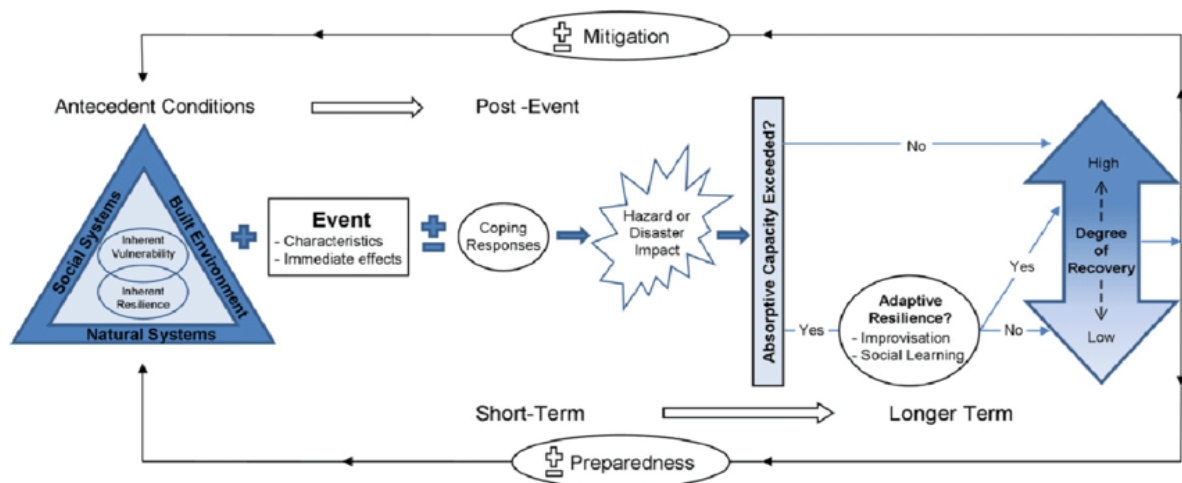 Mitigation
Antecedent Conditions
Post -Event
Social Systems
Built Environment
Natural Systems
Inherent
Vulnerability
Inherent
Resilience
Event
- Characteristics
- Immediate effects
Coping
Responses
Hazard or
Disaster
Impact
Absorptive Capacity Exceeded?
No
Yes
Adaptive
Resilience?
- Improvisation
- Social Learning
Yes
No
High
Degree
of
Recovery
Low
Short-Term
Longer Term
Preparedness